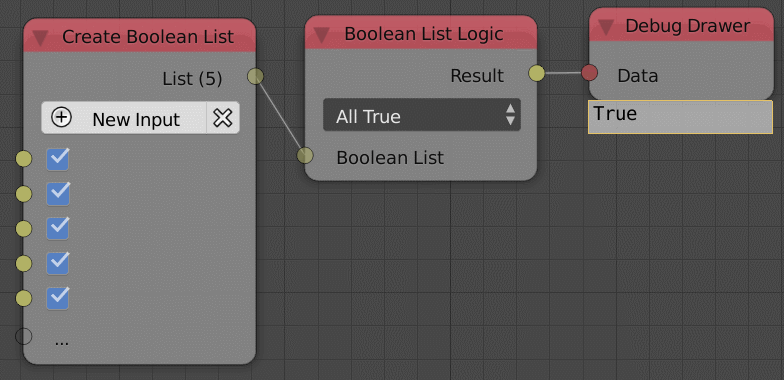 Create Boolean List
List (5)
New Input
...
Boolean List Logic
Result
All True
Boolean List
Debug Drawer
Data
True